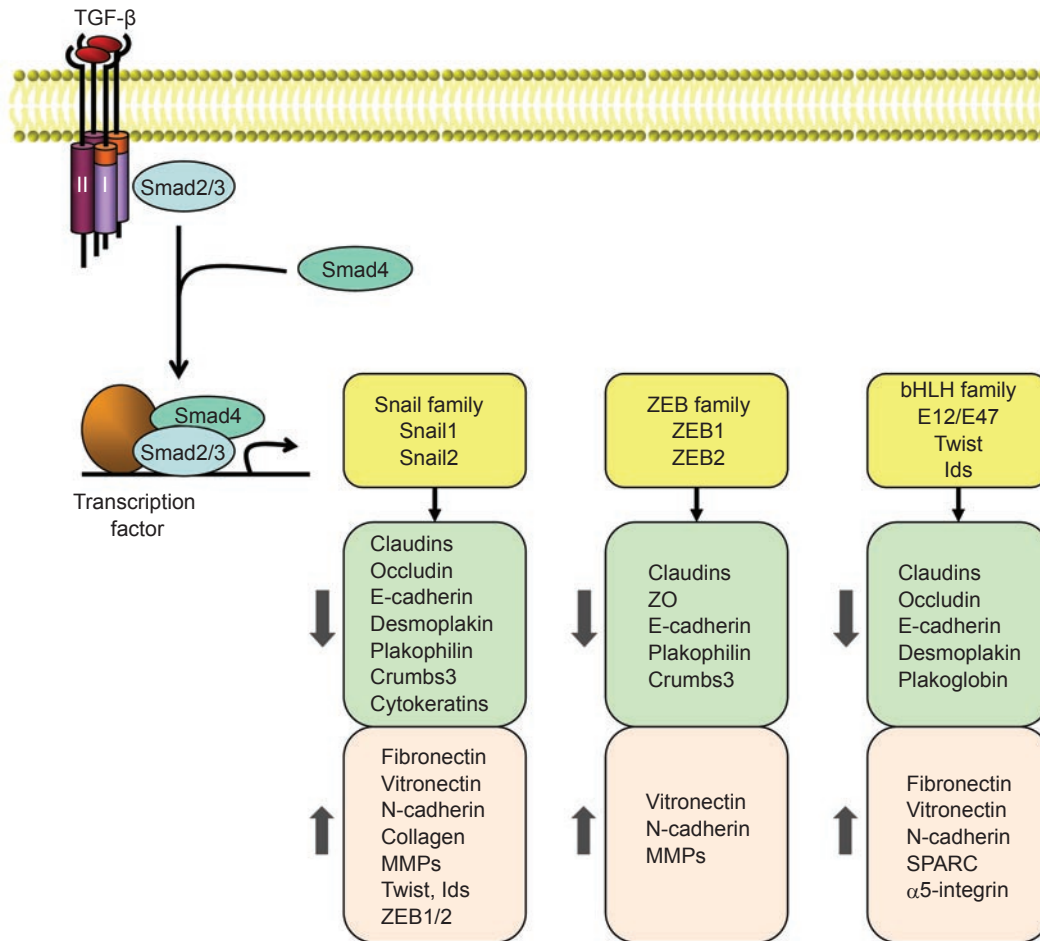 TGF-β
II
I
Smad2/3
Smad4
Smad4
Smad2/3
Transcription
factor
Snail family
Snail1
Snail2
Claudins
Occludin
E-cadherin
Desmoplakin
Plakophilin
Crumbs3
Cytokeratins
Fibronectin
Vitronectin
N-cadherin
Collagen
MMPs
Twist, Ids
ZEB1/2
ZEB family
ZEB1
ZEB2
Claudins
ZO
E-cadherin
Plakophilin
Crumbs3
Vitronectin
N-cadherin
MMPs
bHLH family
E12/E47
Twist
Ids
Claudins
Occludin
E-cadherin
Desmoplakin
Plakoglobin
Fibronectin
Vitronectin
N-cadherin
SPARC
α5-integrin